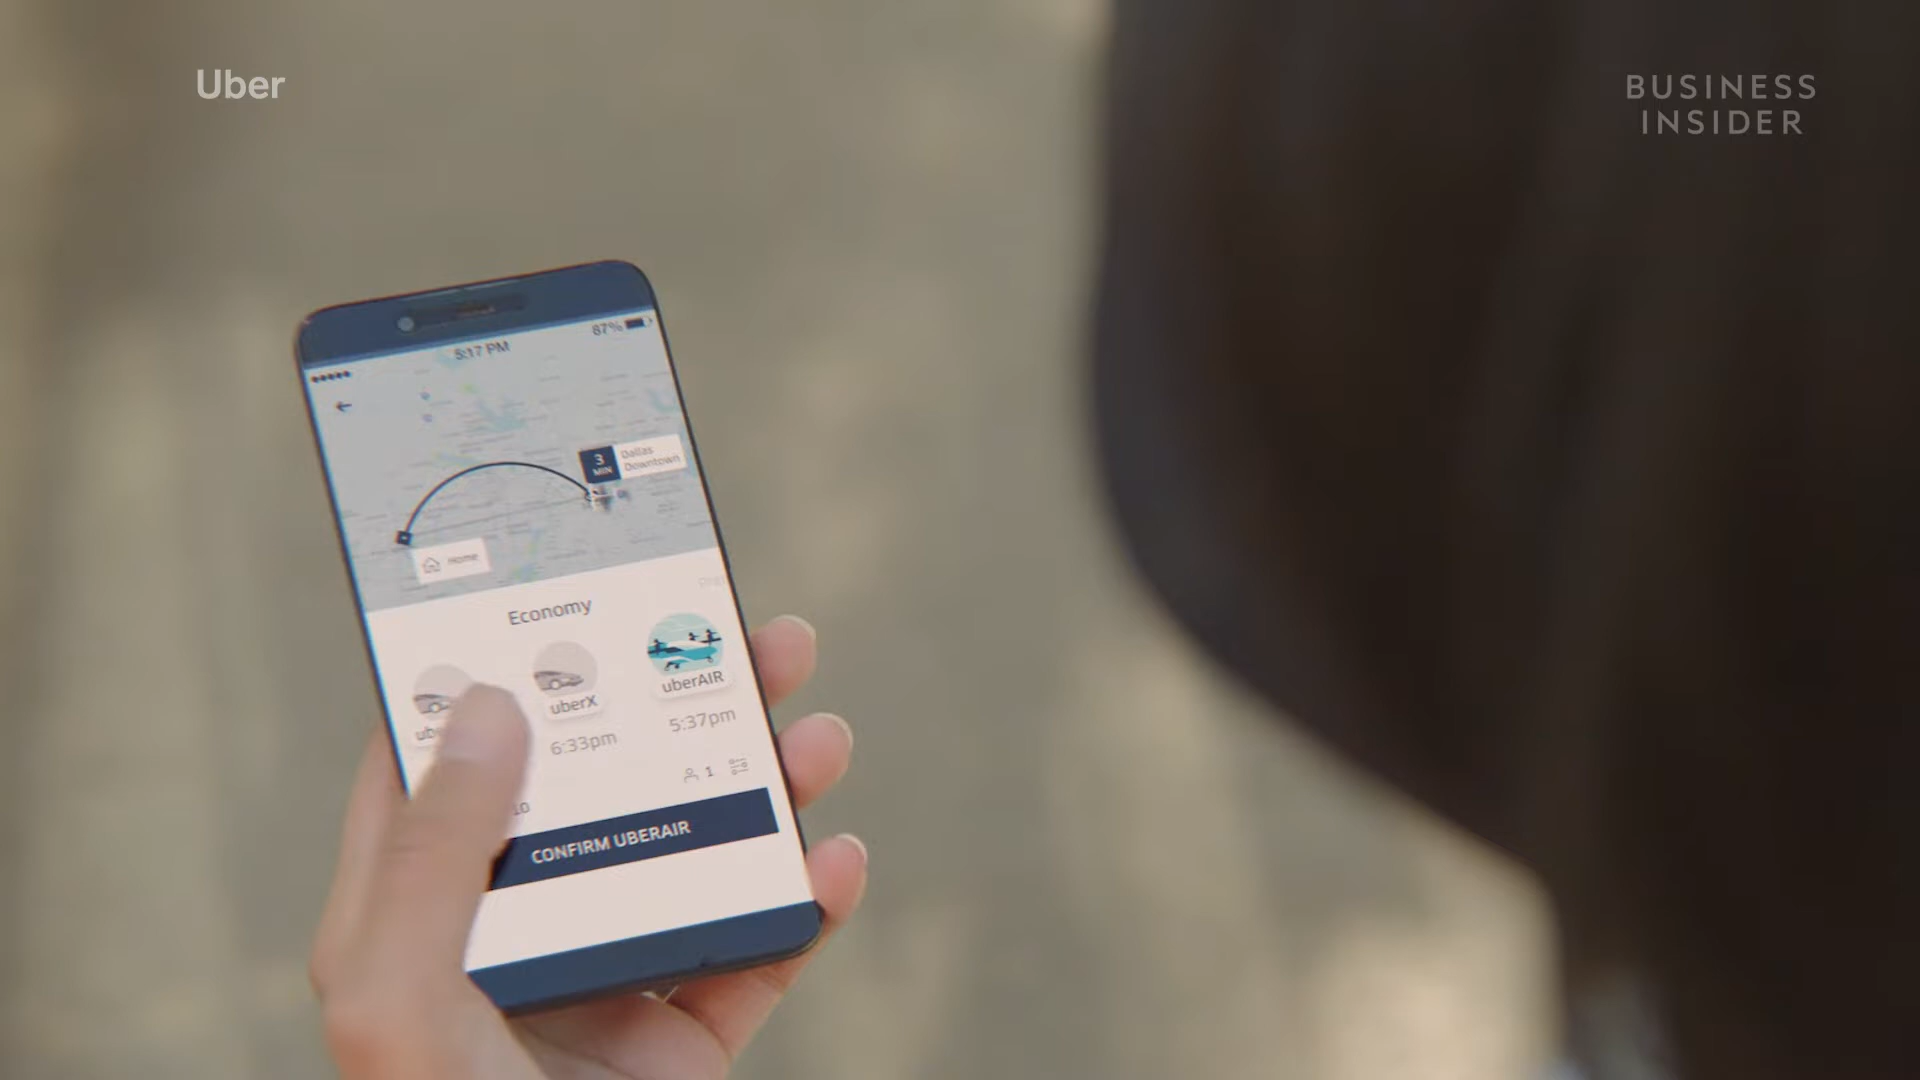 Uber
BUSINESS
INSIDER
87%
5:17 PM
3
MIN
Dallas
Downtown
Home
Economy
uberX
uberAIR
6:33pm
5:37pm
1
CONFIRM UBERAIR